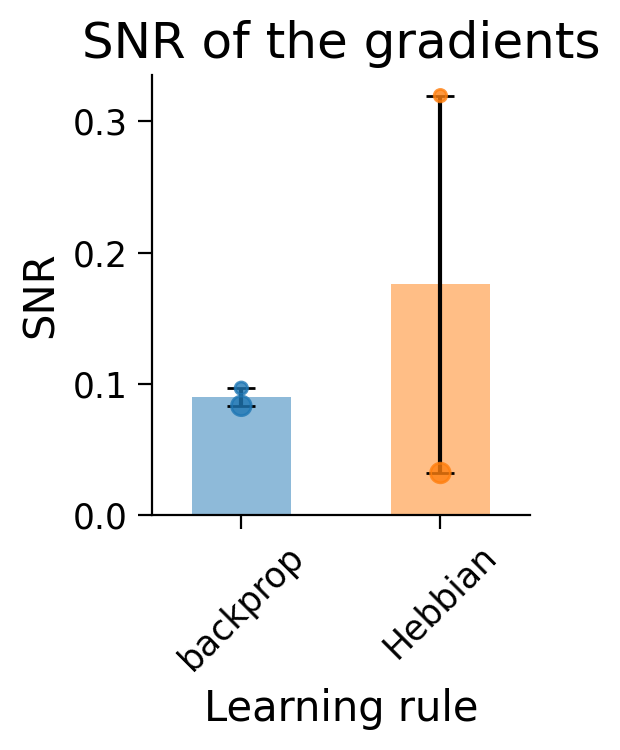 SNR of the gradients
0.3
0.2
0.1
0.0
SNR
backprop
Hebbian
Learning rule